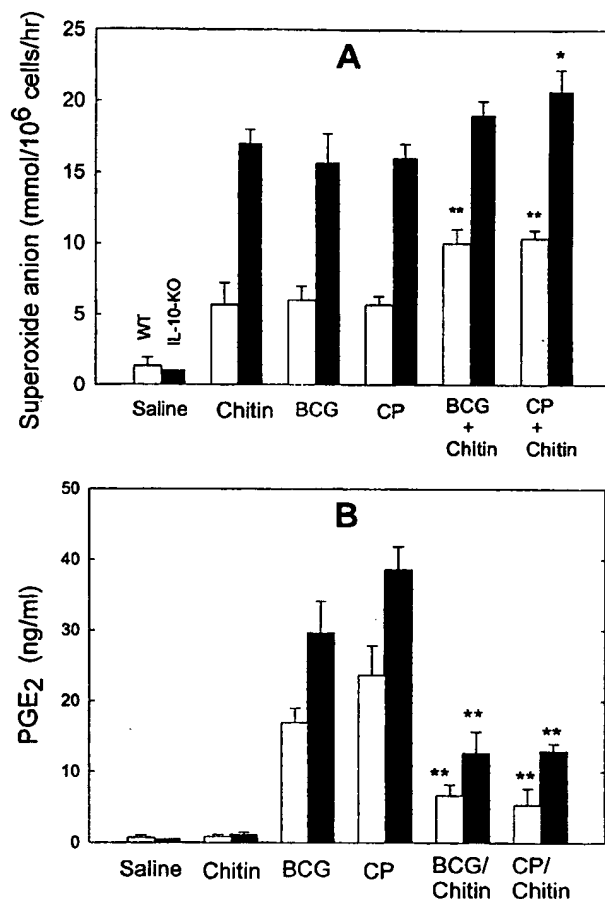 A
Superoxide anion (mmol/10⁶ cells/hr)
25
20
15
10
5
0
WT
IL-10-KO
**
**
*
Saline Chitin BCG CP BCG + Chitin CP + Chitin
B
PGE₂ (ng/ml)
50
40
30
20
10
0
**
**
**
**
Saline Chitin BCG CP BCG/ Chitin CP/ Chitin